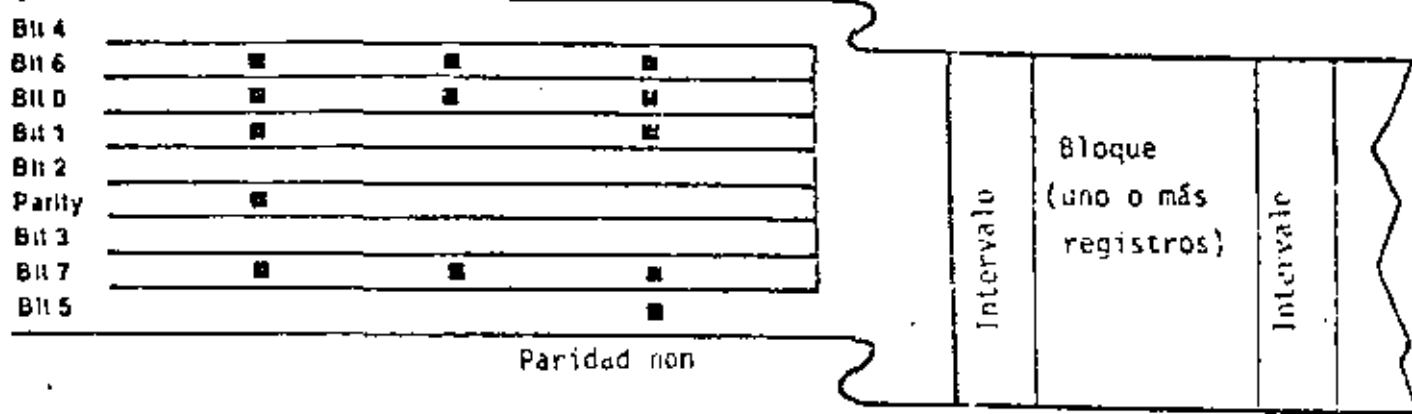 Bit 4
Bit 6
Bit 0
Bit 1
Bit 2
Parity
Bit 3
Bit 7
Bit 5
Paridad non
Intervalo
Bloque
(uno o más
registros)
Intervalo